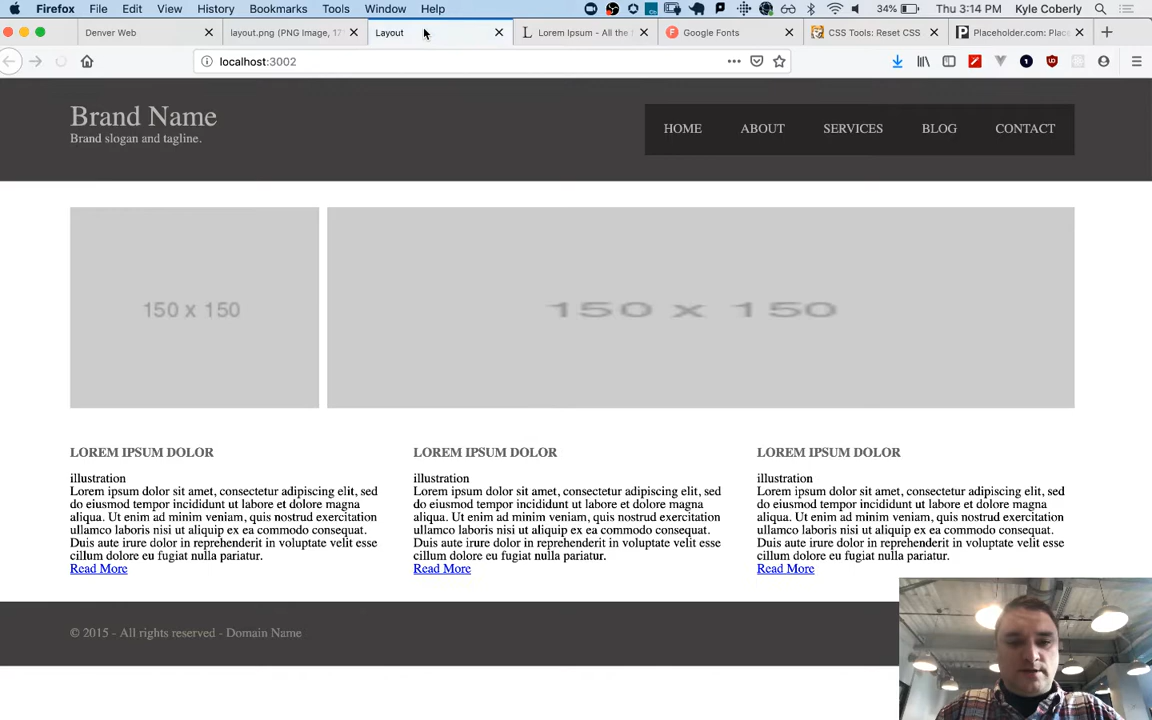 Firefox File Edit View History Bookmarks Tools Window Help 34% Thu 3:14 PM Kyle Coberly
Denver Web layout.png (PNG Image, 17 Layout Lorem Ipsum - All the Google Fonts CSS Tools: Reset CSS Placeholder.com: Place
localhost:3002
Brand Name
Brand slogan and tagline.
HOME ABOUT SERVICES BLOG CONTACT
150 x 150 150 x 150
LOREM IPSUM DOLOR LOREM IPSUM DOLOR LOREM IPSUM DOLOR
illustration illustration illustration
Lorem ipsum dolor sit amet, consectetur adipiscing elit, sed Lorem ipsum dolor sit amet, consectetur adipiscing elit, sed Lorem ipsum dolor sit amet, consectetur adipiscing elit, sed
do eiusmod tempor incididunt ut labore et dolore magna do eiusmod tempor incididunt ut labore et dolore magna do eiusmod tempor incididunt ut labore et dolore magna
aliqua. Ut enim ad minim veniam, quis nostrud exercitation aliqua. Ut enim ad minim veniam, quis nostrud exercitation aliqua. Ut enim ad minim veniam, quis nostrud exercitation
ullamco laboris nisi ut aliquip ex ea commodo consequat. ullamco laboris nisi ut aliquip ex ea commodo consequat. ullamco laboris nisi ut aliquip ex ea commodo consequat.
Duis aute irure dolor in reprehenderit in voluptate velit esse Duis aute irure dolor in reprehenderit in voluptate velit esse Duis aute irure dolor in reprehenderit in voluptate velit esse
cillum dolore eu fugiat nulla pariatur. cillum dolore eu fugiat nulla pariatur. cillum dolore eu fugiat nulla pariatur.
Read More Read More Read More
© 2015 - All rights reserved - Domain Name